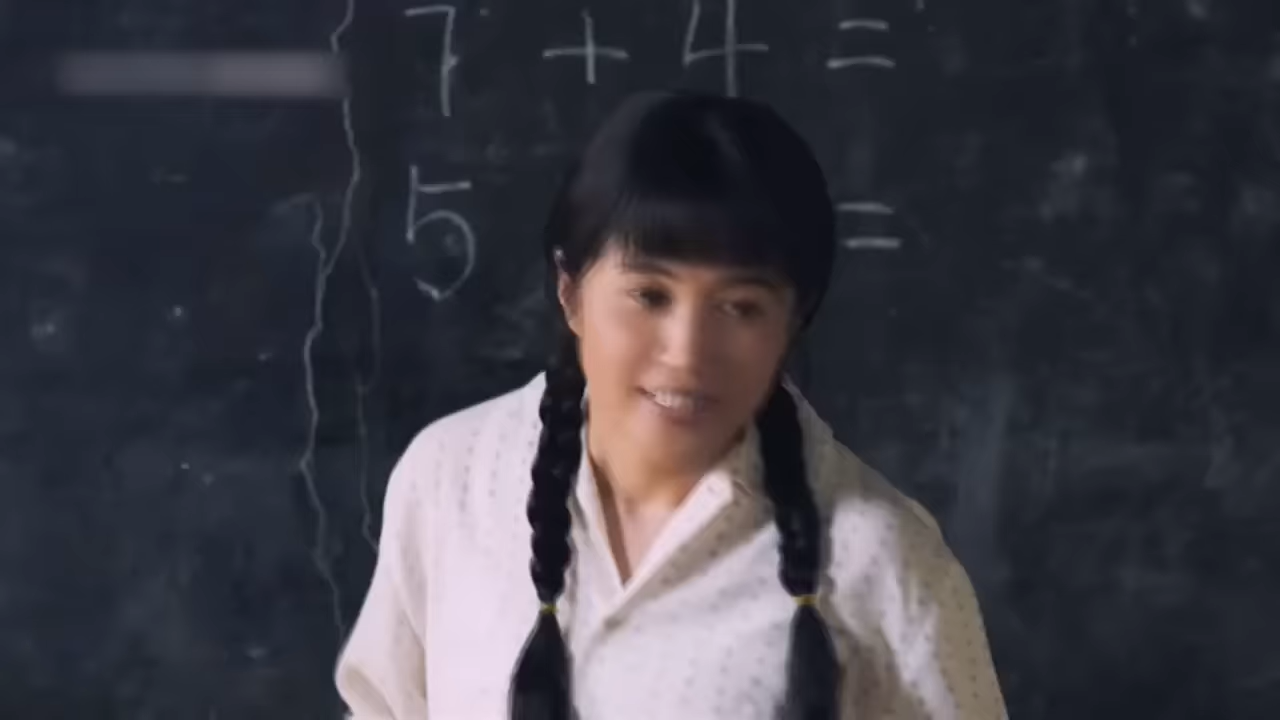 7 + 4 =
5 =